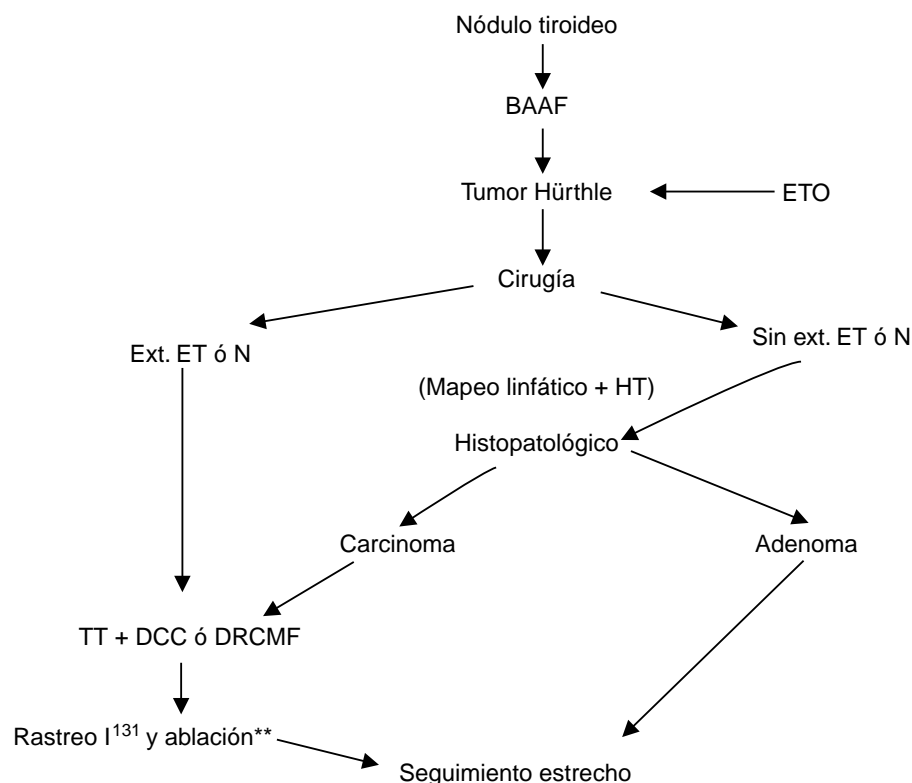 Nódulo tiroideo
BAAF
Tumor Hürthle
ETO
Cirugía
Ext. ET ó N
Sin ext. ET ó N
(Mapeo linfático + HT)
Histopatológico
Carcinoma
Adenoma
TT + DCC ó DRCMF
Rastreo I¹³¹ y ablación**
Seguimiento estrecho